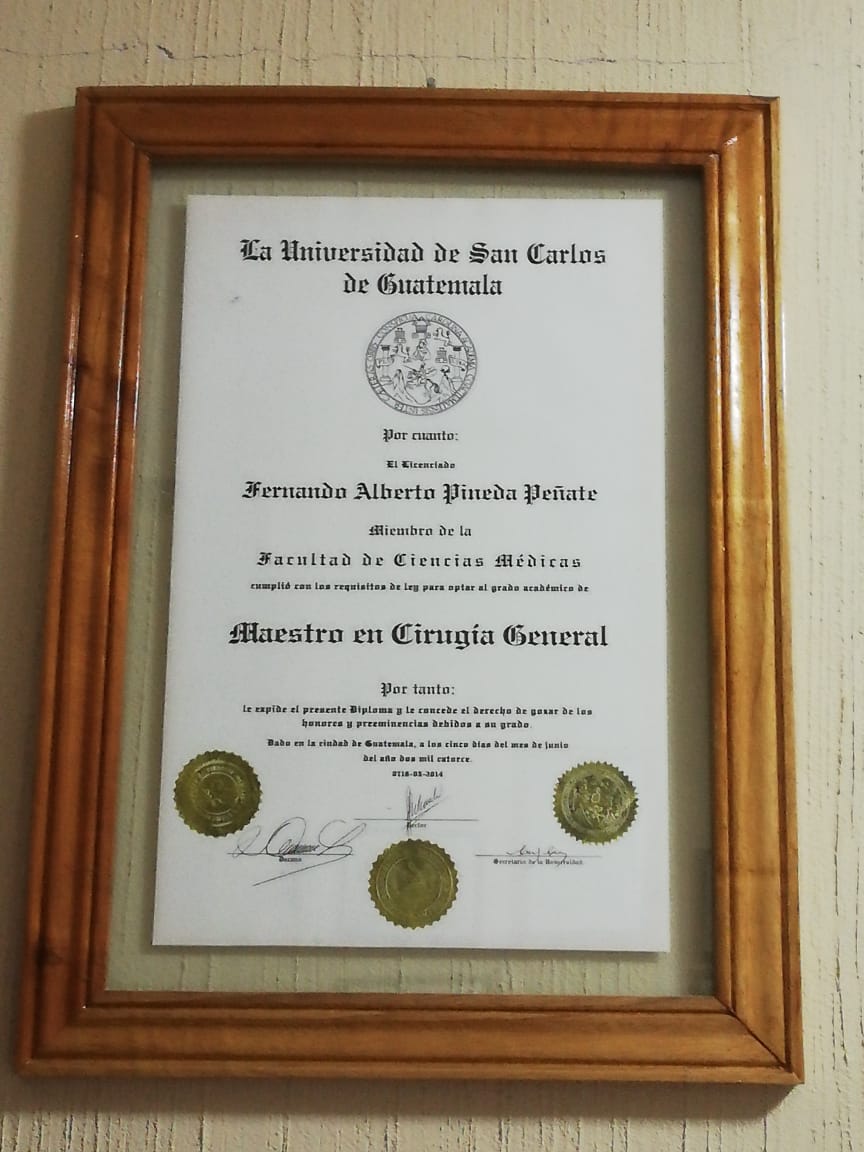 La Universidad de San Carlos
de Guatemala
Por cuanto:
El Licenciado
Fernando Alberto Pineda Peñate
Miembro de la
Facultad de Ciencias Médicas
cumplió con los requisitos de ley para optar al grado académico de
Maestro en Cirugía General
Por tanto:
le expide el presente Diploma y le concede el derecho de gozar de los
honores y preeminencias debidos a su grado.
Dado en la ciudad de Guatemala, a los cinco días del mes de junio
del año dos mil catorce.
Rector
Decano
Secretario de la Universidad